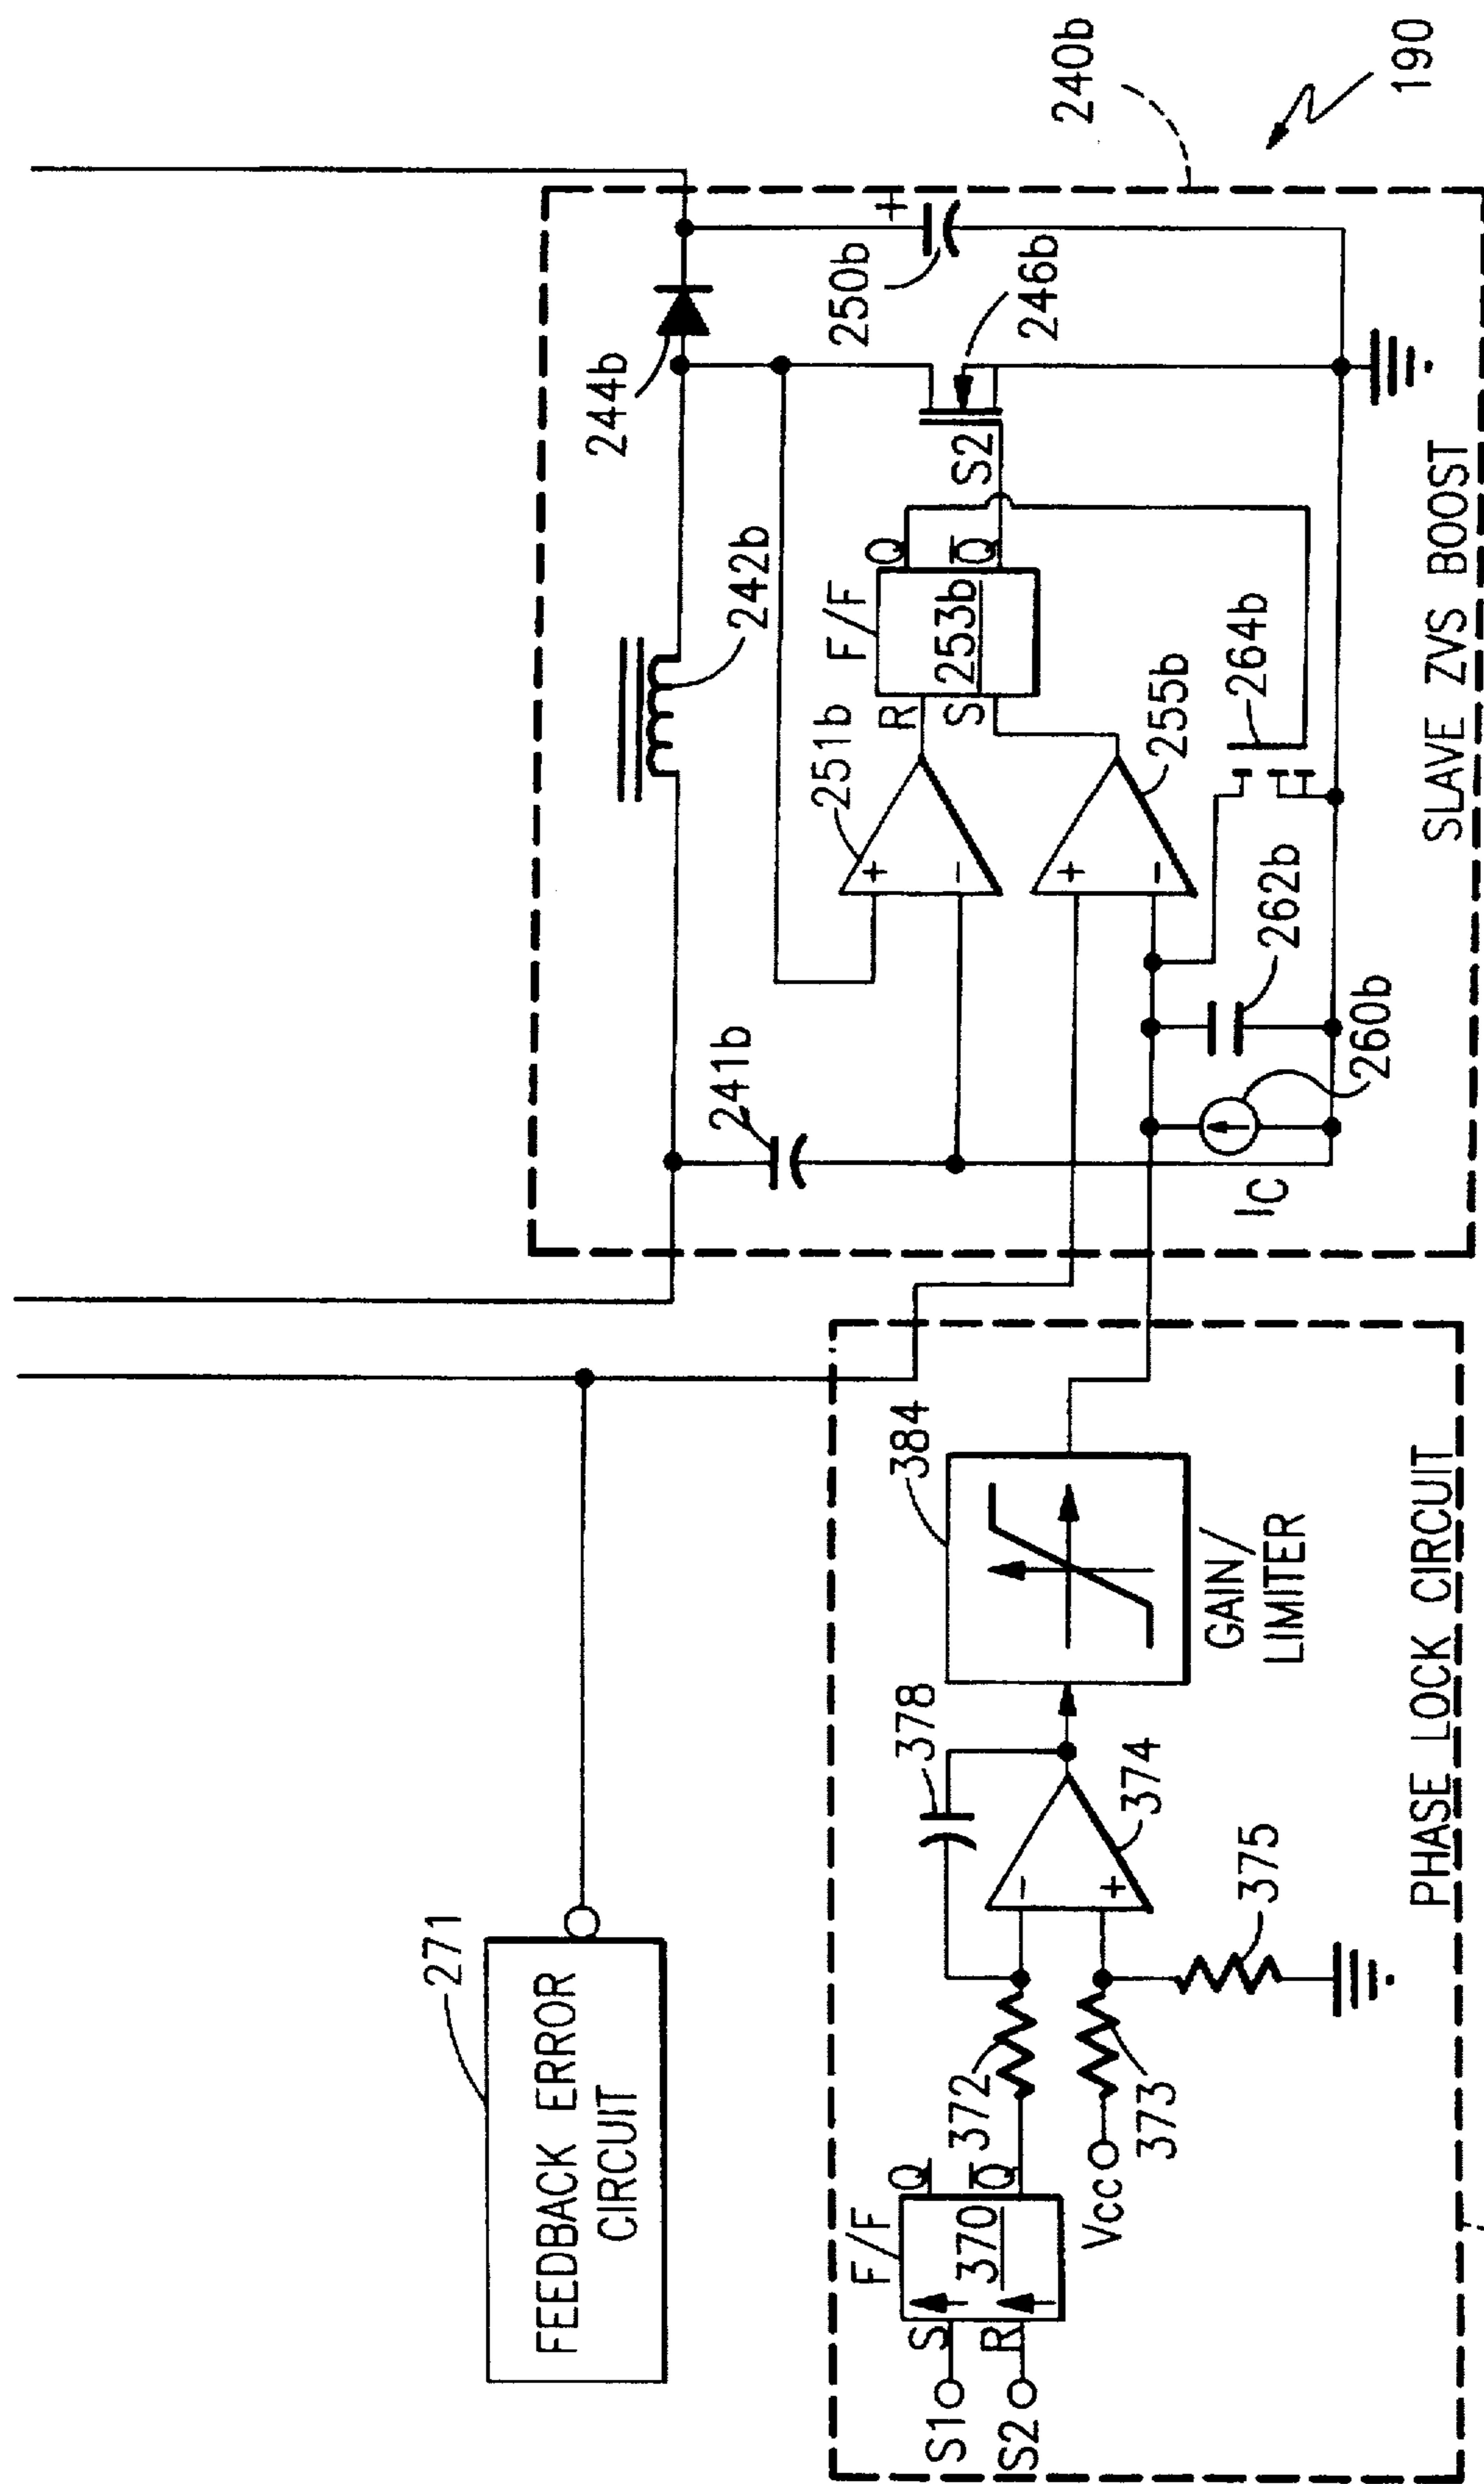 271
FEEDBACK ERROR
CIRCUIT
241b
242b
244b
250b
+
251b
+
-
R
S
F/F
253b
Q
Q̅
S2
246b
240b
190
+
-
255b
262b
264b
260b
IC
SLAVE ZVS BOOST
S1
S2
S
R
F/F
370
Q
Q̅
372
Vcc
373
375
378
-
+
374
384
GAIN/
LIMITER
PHASE LOCK CIRCUIT